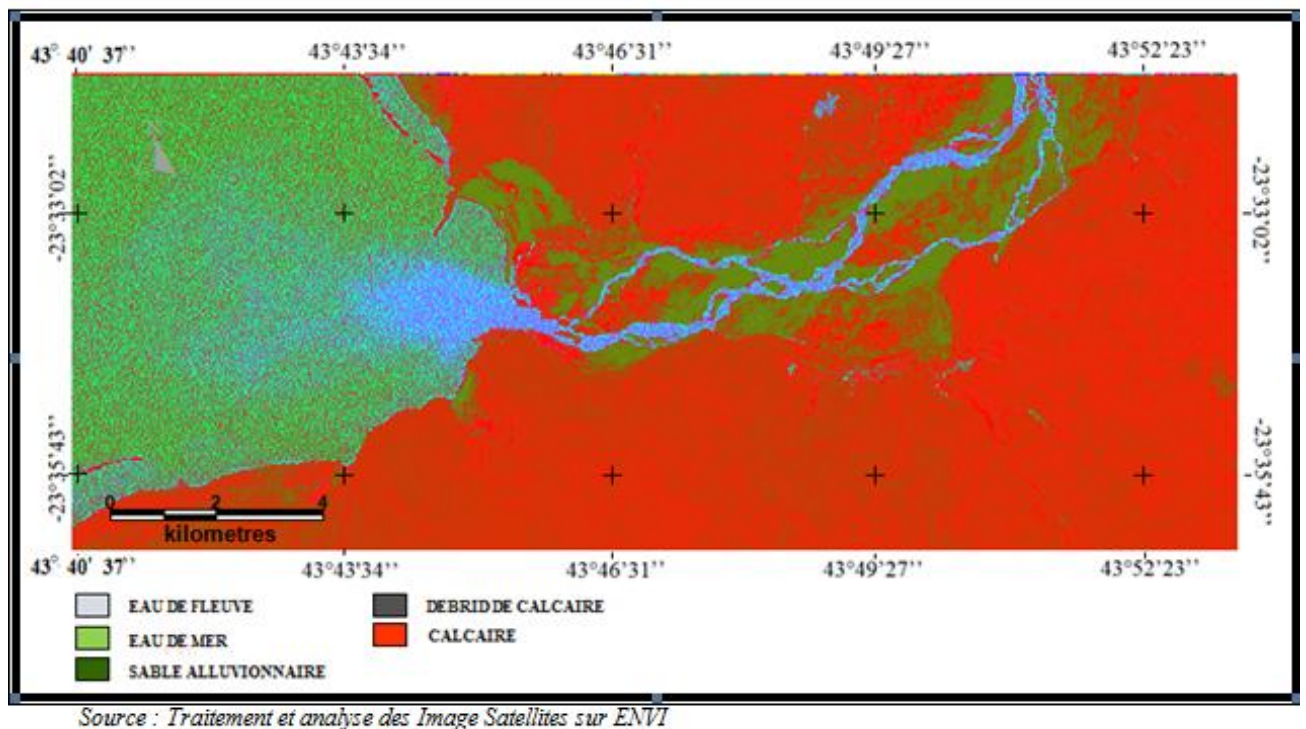 43° 40' 37'' 43°43'34'' 43°46'31'' 43°49'27'' 43°52'23''
-23°33'02'' -23°33'02''
-23°35'43'' -23°35'43''
0 2 4
kilometres
43° 40' 37'' 43°43'34'' 43°46'31'' 43°49'27'' 43°52'23''
EAU DE FLEUVE DEBRID DE CALCAIRE
EAU DE MER CALCAIRE
SABLE ALLUVIONNAIRE
Source : Traitement et analyse des Image Satellites sur ENVI